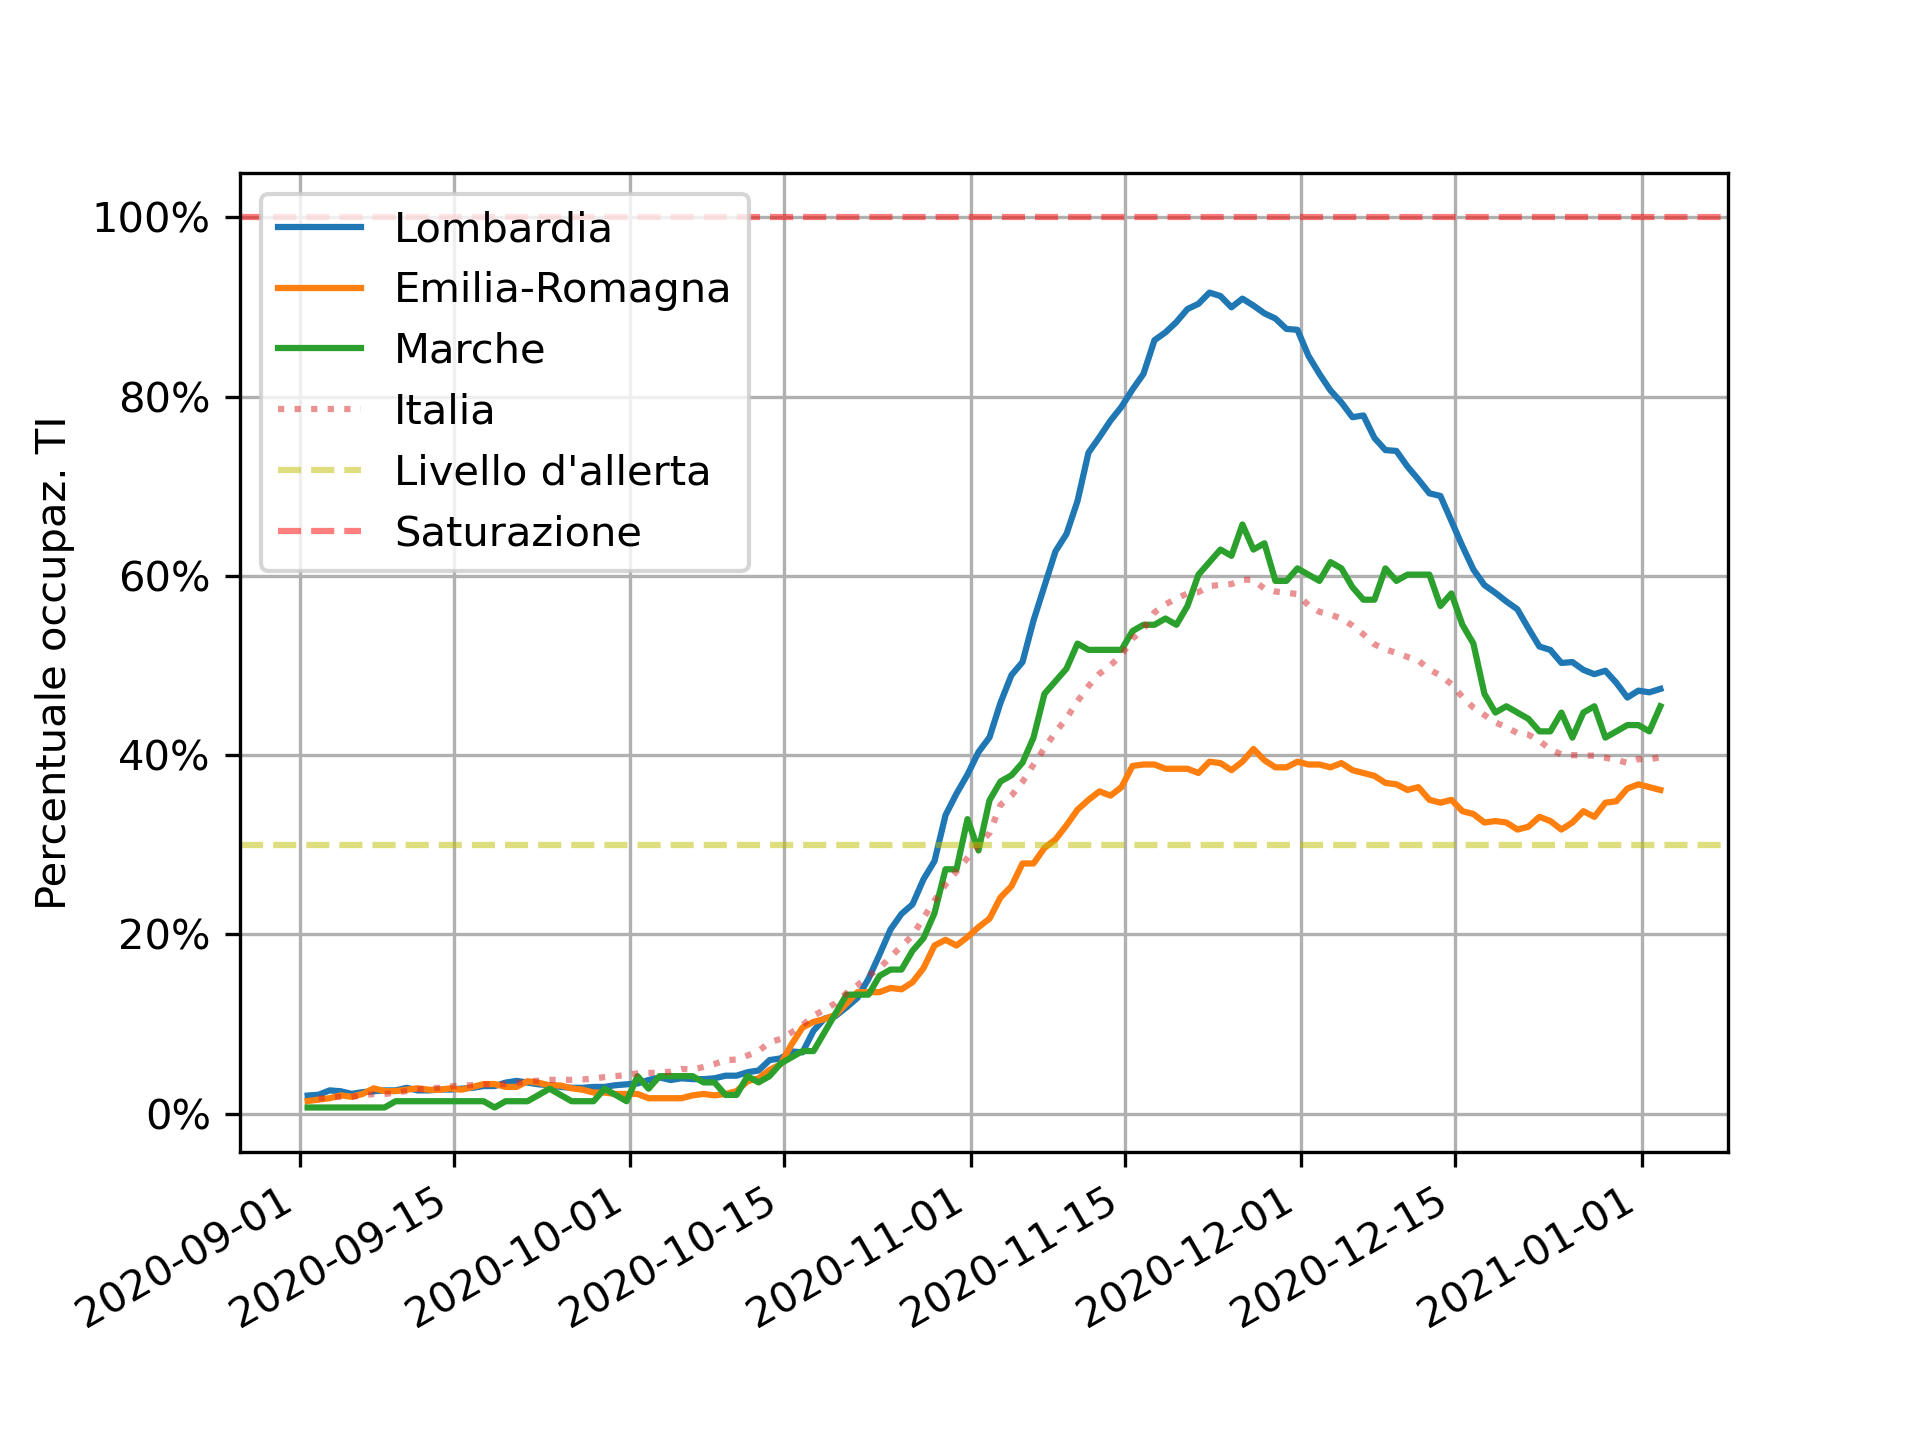 Percentuale occupaz. TI
100%
80%
60%
40%
20%
0%
Lombardia
Emilia-Romagna
Marche
Italia
Livello d'allerta
Saturazione
2020-09-01
2020-09-15
2020-10-01
2020-10-15
2020-11-01
2020-11-15
2020-12-01
2020-12-15
2021-01-01